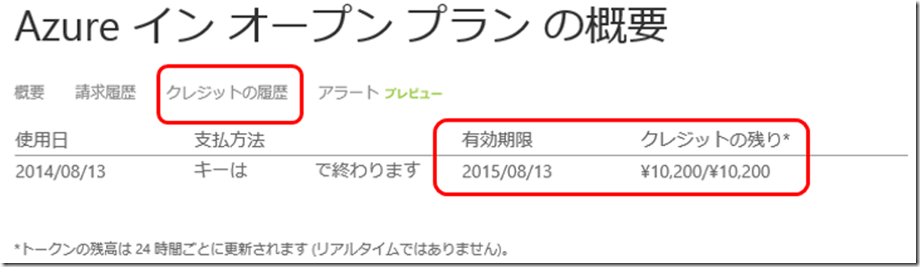 Azure イン オープン プラン の概要
概要 請求履歴 クレジットの履歴 アラート プレビュー
使用日 支払方法 有効期限 クレジットの残り*
2014/08/13 キーは で終わります 2015/08/13 ¥10,200/¥10,200
*トークンの残高は 24 時間ごとに更新されます (リアルタイムではありません)。